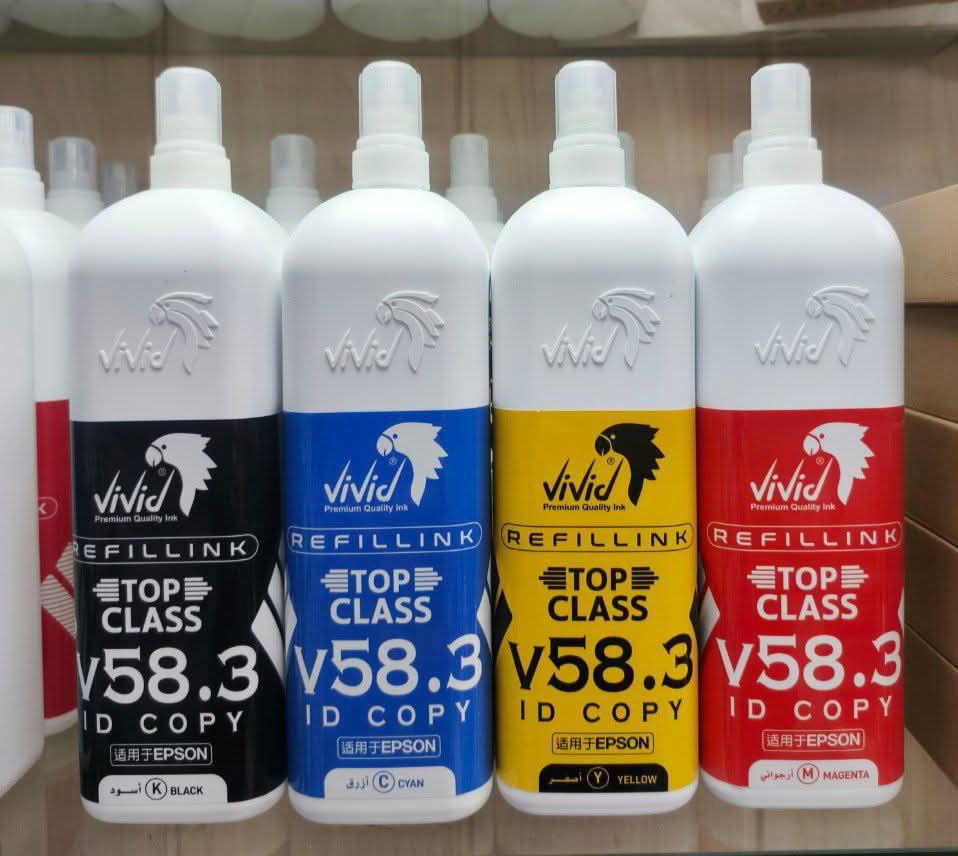 vivid
vivid
Premium Quality Ink
REFILLINK
TOP
CLASS
v58.3
ID COPY
适用于EPSON
أسود K BLACK
vivid
vivid®
Premium Quality Ink
REFILLINK
TOP
CLASS
v58.3
ID COPY
适用于EPSON
أزرق C CYAN
vivid
vivid®
Premium Quality Ink
REFILLINK
TOP
CLASS
v58.3
ID COPY
适用于EPSON
أصفر Y YELLOW
vivid
vivid®
Premium Quality Ink
REFILLINK
TOP
CLASS
v58.3
ID COPY
适用于EPSON
أرجواني M MAGENTA